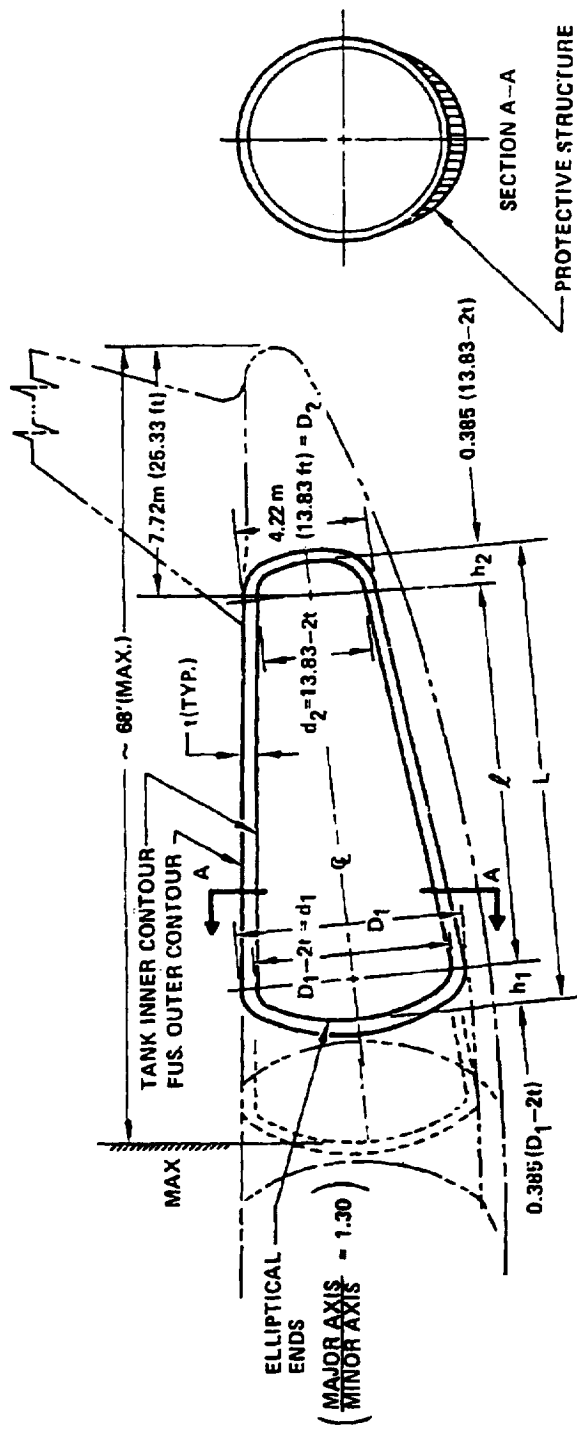 ~ 68'(MAX.)
7.72m (25.33 ft)
TANK INNER CONTOUR
FUS. OUTER CONTOUR
t (TYP.)
MAX
A
4.22 m
(13.83 ft) = D₂
d₂=13.83-2t
D₁-2t = d₁
D₁
℄
ELLIPTICAL
ENDS
(MAJOR AXIS / MINOR AXIS = 1.30)
A
h₁
h₂
ℓ
L
0.385 (D₁-2t)
0.385 (13.83-2t)
SECTION A-A
PROTECTIVE STRUCTURE